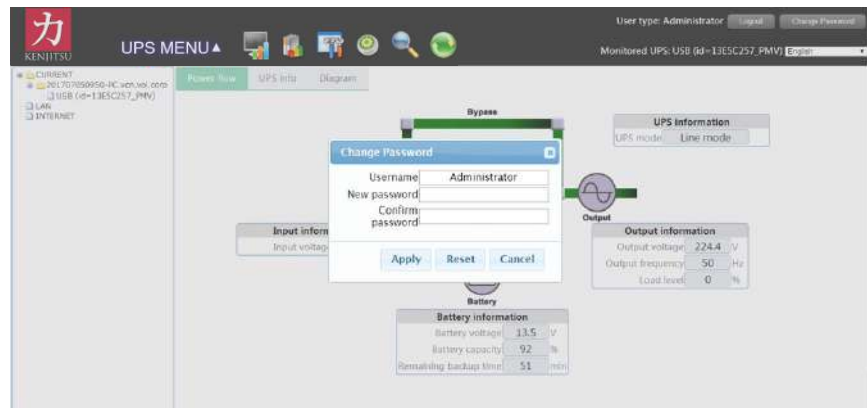 力
KENJITSU
UPS MENU▲
User type: Administrator
Logout
Change Password
Monitored UPS: USB (id=13E5C257_PMV)
English
CURRENT
USB (id=13E5C257_PMV)
LAN
INTERNET
Power flow
UPS Info
Diagram
Bypass
UPS Information
UPS mode Line mode
Change Password
Username Administrator
New password
Confirm
password
Apply Reset Cancel
Output
Input inform
Input voltag
Output information
Output voltage 224.4 V
Output frequency 50 Hz
Load level 0 %
Battery
Battery information
Battery voltage 13.5 V
Battery capacity 92 %
Remaining backup time 51 min